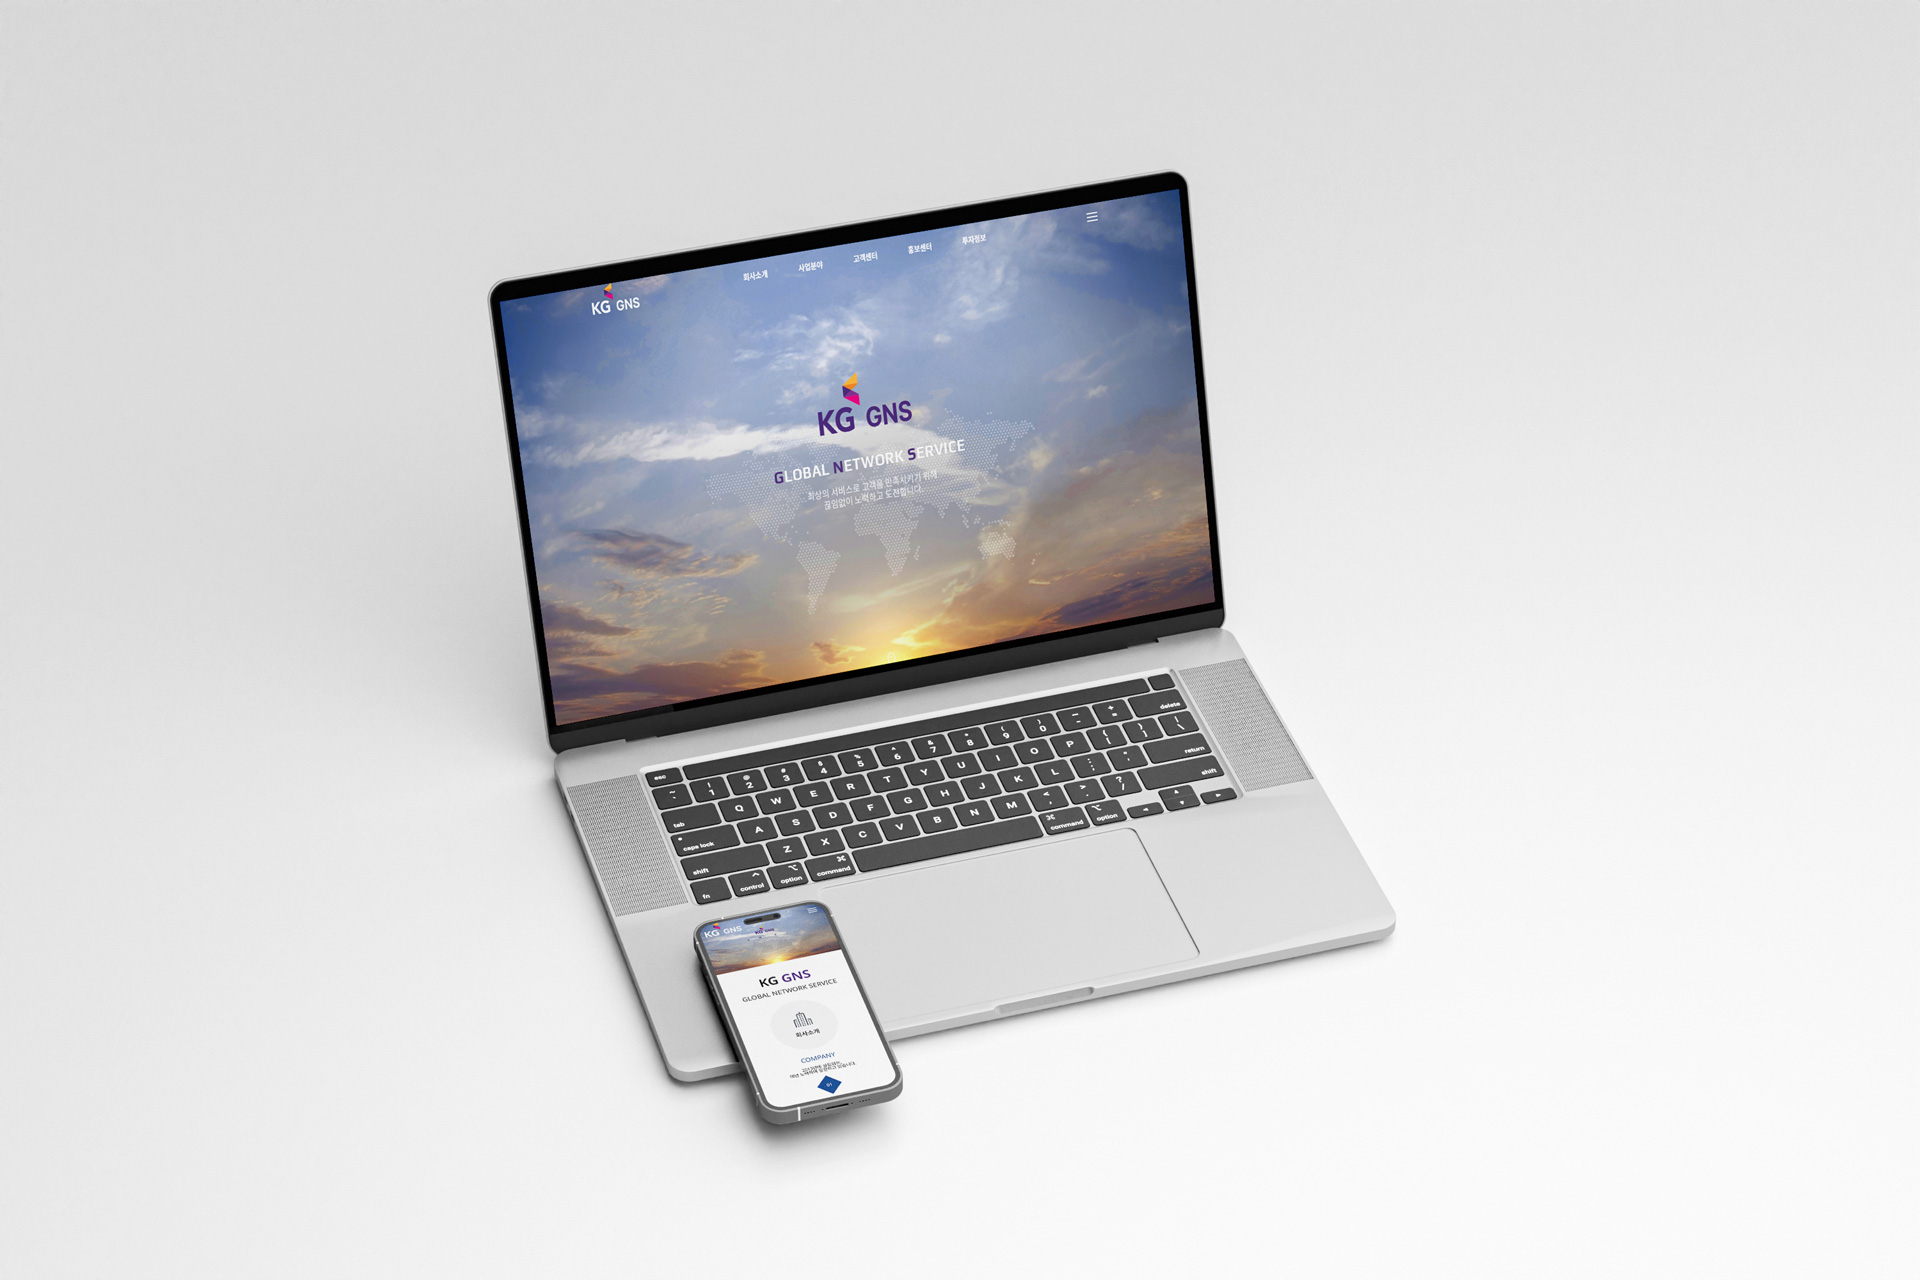 회사소개 사업분야 고객센터 홍보센터 투자정보
KG GNS
KG GNS
GLOBAL NETWORK SERVICE
최상의 서비스로 고객을 만족시키기 위해
끊임없이 노력하고 도전합니다.
esc
~ ! 1 @ 2 # 3 $ 4 % 5 ^ 6 & 7 * 8 ( 9 ) 0 — - + = delete
tab Q W E R T Y U I O P { [ } ] | \
caps lock A S D F G H J K L : ; " ' return
shift Z X C V B N M < , > . ? / shift
fn control option command command option
KG GNS
KG GNS
KG GNS
GLOBAL NETWORK SERVICE
회사소개
COMPANY
01